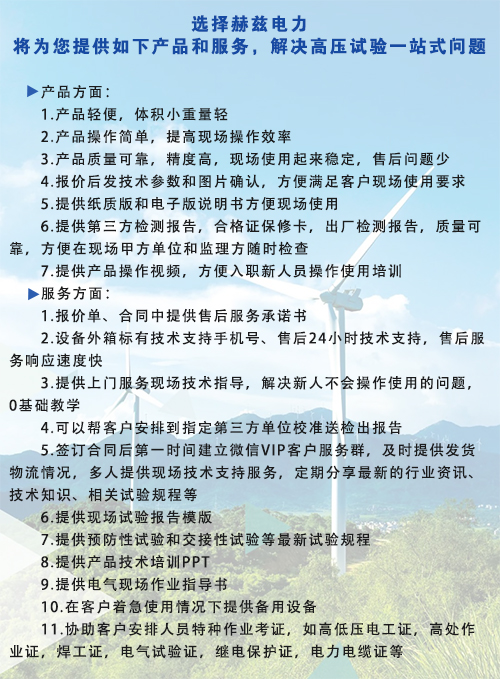 选择赫兹电力
将为您提供如下产品和服务，解决高压试验一站式问题
▶产品方面：
1.产品轻便，体积小重量轻
2.产品操作简单，提高现场操作效率
3.产品质量可靠，精度高，现场使用起来稳定，售后问题少
4.报价后发技术参数和图片确认，方便满足客户现场使用要求
5.提供纸质版和电子版说明书方便现场使用
6.提供第三方检测报告，合格证保修卡，出厂检测报告，质量可
靠，方便在现场甲方单位和监理方随时检查
7.提供产品操作视频，方便入职新人员操作使用培训
▶服务方面：
1.报价单、合同中提供售后服务承诺书
2.设备外箱标有技术支持手机号、售后24小时技术支持，售后服
务响应速度快
3.提供上门服务现场技术指导，解决新人不会操作使用的问题，
0基础教学
4.可以帮客户安排到指定第三方单位校准送检出报告
5.签订合同后第一时间建立微信VIP客户服务群，及时提供发货
物流情况，多人提供现场技术支持服务，定期分享最新的行业资讯、
技术知识、相关试验规程等
6.提供现场试验报告模版
7.提供预防性试验和交接性试验等最新试验规程
8.提供产品技术培训PPT
9.提供电气现场作业指导书
10.在客户着急使用情况下提供备用设备
11.协助客户安排人员特种作业考证，如高低压电工证，高处作
业证，焊工证，电气试验证，继电保护证，电力电缆证等